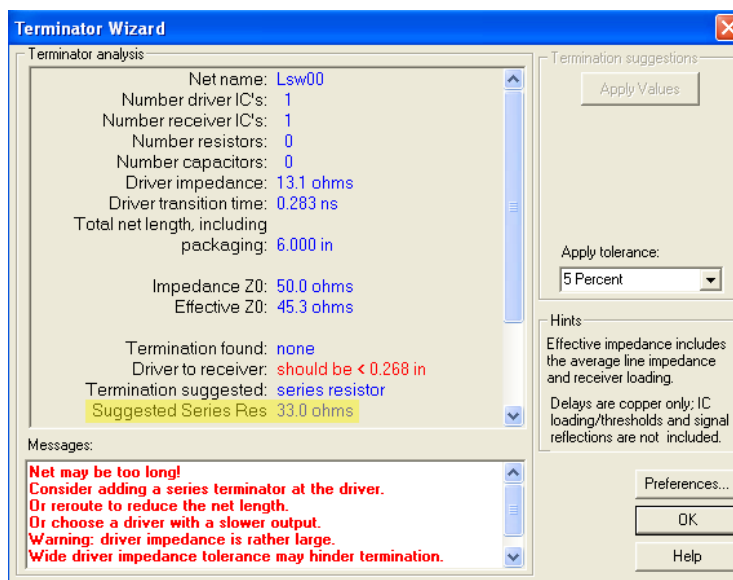 Terminator Wizard
Terminator analysis
Net name: Lsw00
Number driver IC's: 1
Number receiver IC's: 1
Number resistors: 0
Number capacitors: 0
Driver impedance: 13.1 ohms
Driver transition time: 0.283 ns
Total net length, including
packaging: 6.000 in
Impedance Z0: 50.0 ohms
Effective Z0: 45.3 ohms
Termination found: none
Driver to receiver: should be < 0.268 in
Termination suggested: series resistor
Suggested Series Res 33.0 ohms
Messages:
Net may be too long!
Consider adding a series terminator at the driver.
Or reroute to reduce the net length.
Or choose a driver with a slower output.
Warning: driver impedance is rather large.
Wide driver impedance tolerance may hinder termination.
Termination suggestions
Apply Values
Apply tolerance:
5 Percent
Hints
Effective impedance includes
the average line impedance
and receiver loading.
Delays are copper only; IC
loading/thresholds and signal
reflections are not included.
Preferences...
OK
Help